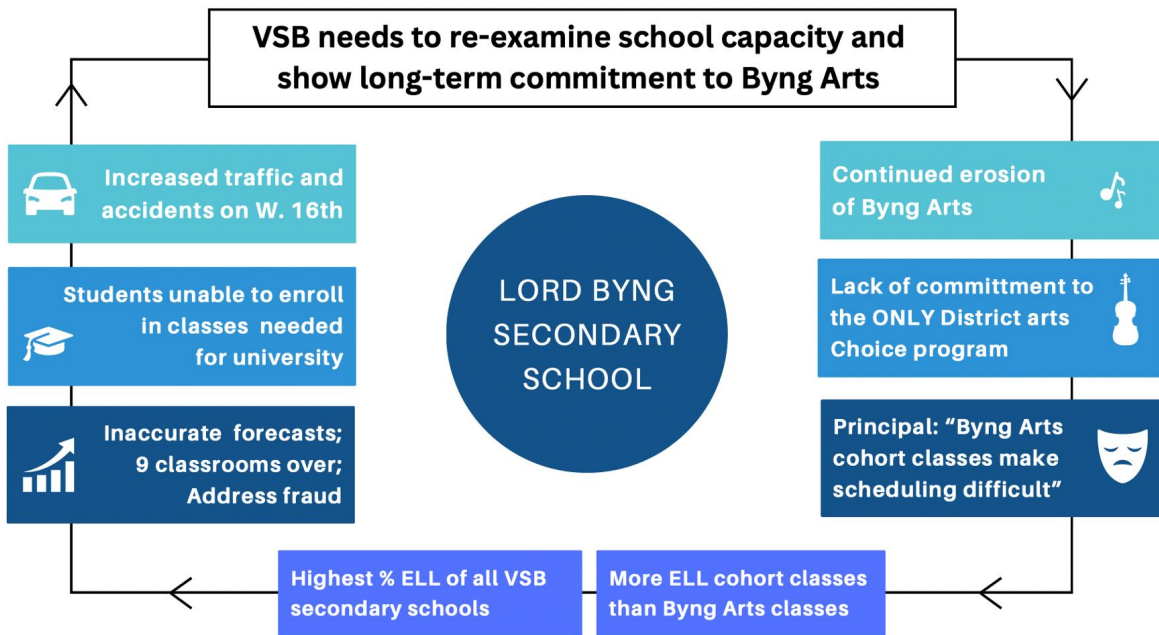 VSB needs to re-examine school capacity and
show long-term commitment to Byng Arts
Increased traffic and
accidents on W. 16th
Students unable to enroll
in classes needed
for university
Inaccurate forecasts;
9 classrooms over;
Address fraud
LORD BYNG
SECONDARY
SCHOOL
Continued erosion
of Byng Arts
Lack of committment to
the ONLY District arts
Choice program
Principal: “Byng Arts
cohort classes make
scheduling difficult”
Highest % ELL of all VSB
secondary schools
More ELL cohort classes
than Byng Arts classes